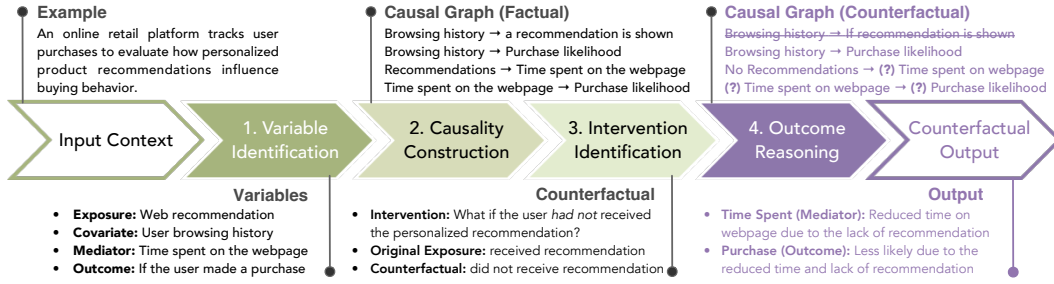 Example
An online retail platform tracks user
purchases to evaluate how personalized
product recommendations influence
buying behavior.
Causal Graph (Factual)
Browsing history → a recommendation is shown
Browsing history → Purchase likelihood
Recommendations → Time spent on the webpage
Time spent on the webpage → Purchase likelihood
Causal Graph (Counterfactual)
Browsing history → If recommendation is shown
Browsing history → Purchase likelihood
No Recommendations → (?) Time spent on webpage
(?) Time spent on webpage → (?) Purchase likelihood
Input Context
1. Variable
Identification
2. Causality
Construction
3. Intervention
Identification
4. Outcome
Reasoning
Counterfactual
Output
Variables
• Exposure: Web recommendation
• Covariate: User browsing history
• Mediator: Time spent on the webpage
• Outcome: If the user made a purchase
Counterfactual
• Intervention: What if the user had not received
the personalized recommendation?
• Original Exposure: received recommendation
• Counterfactual: did not receive recommendation
Output
• Time Spent (Mediator): Reduced time on
webpage due to the lack of recommendation
• Purchase (Outcome): Less likely due to the
reduced time and lack of recommendation